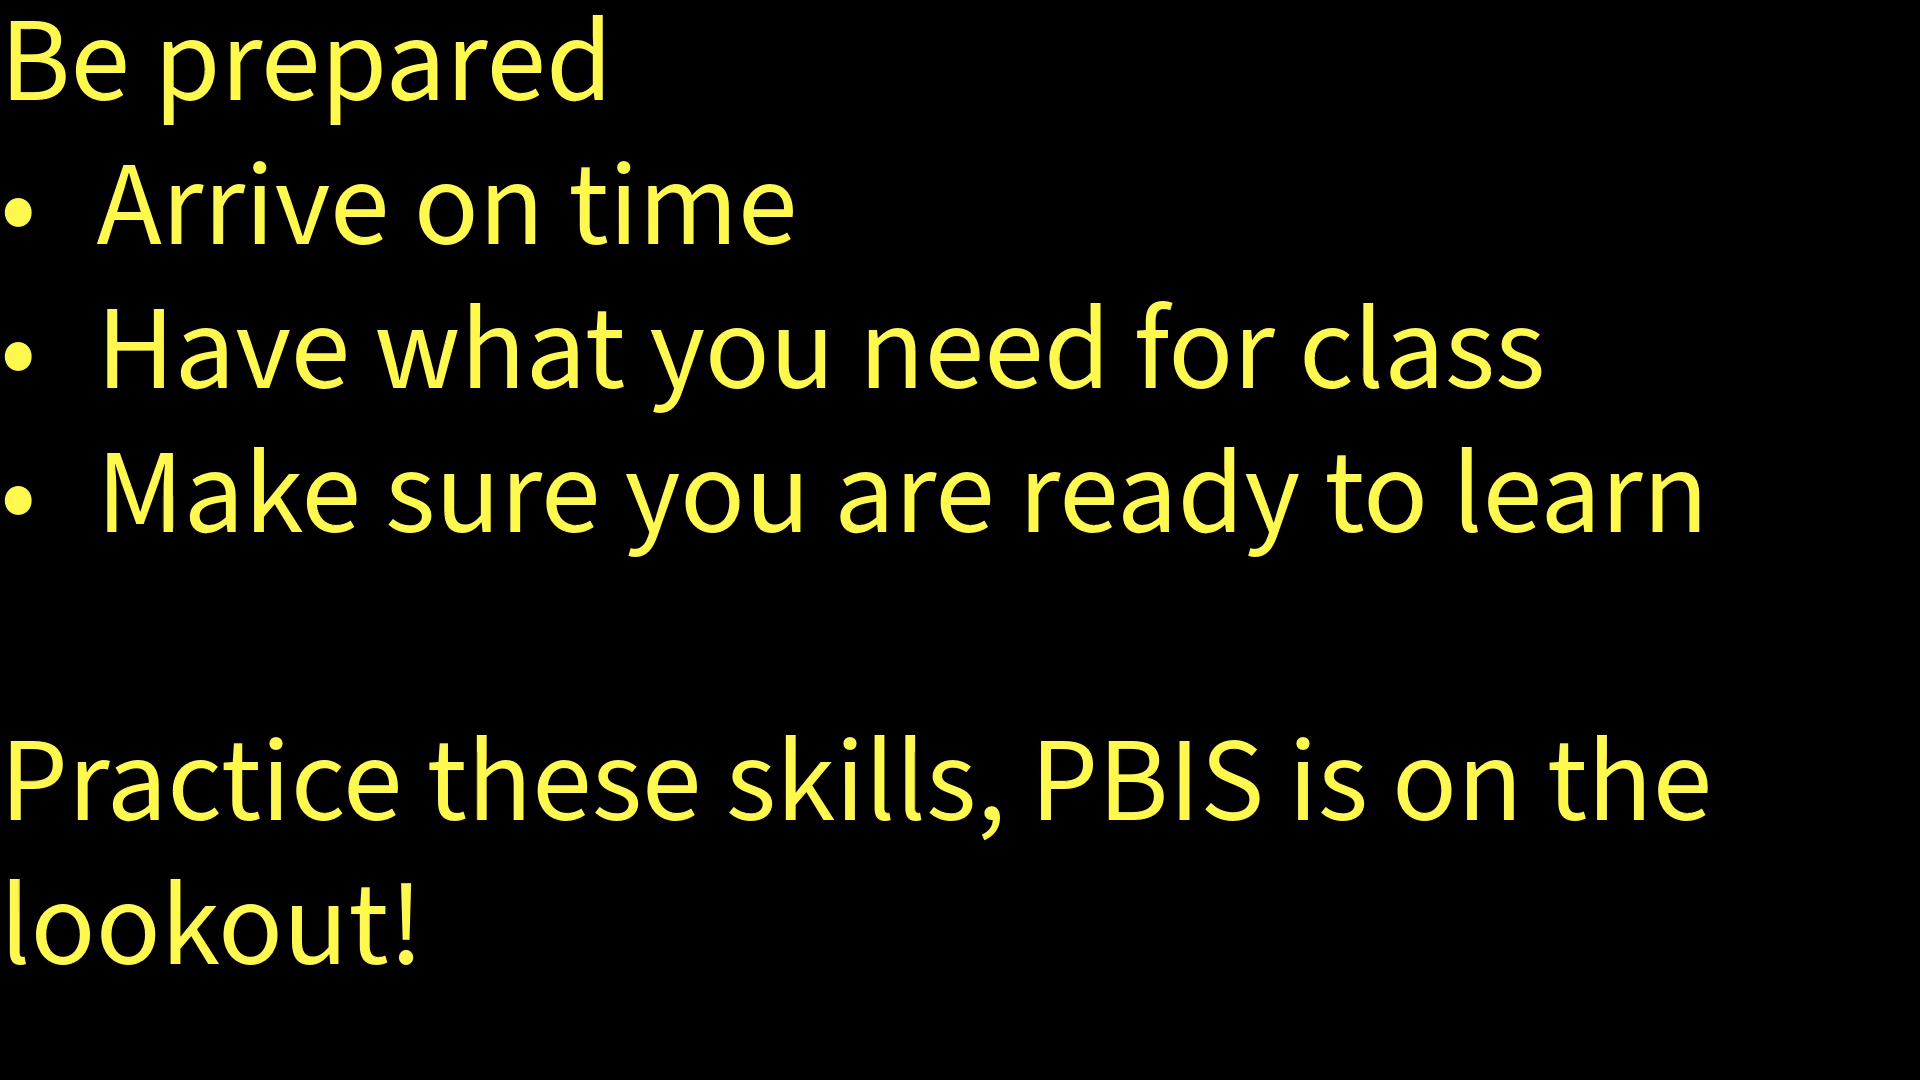 Be prepared
• Arrive on time
• Have what you need for class
• Make sure you are ready to learn
Practice these skills, PBIS is on the
lookout!